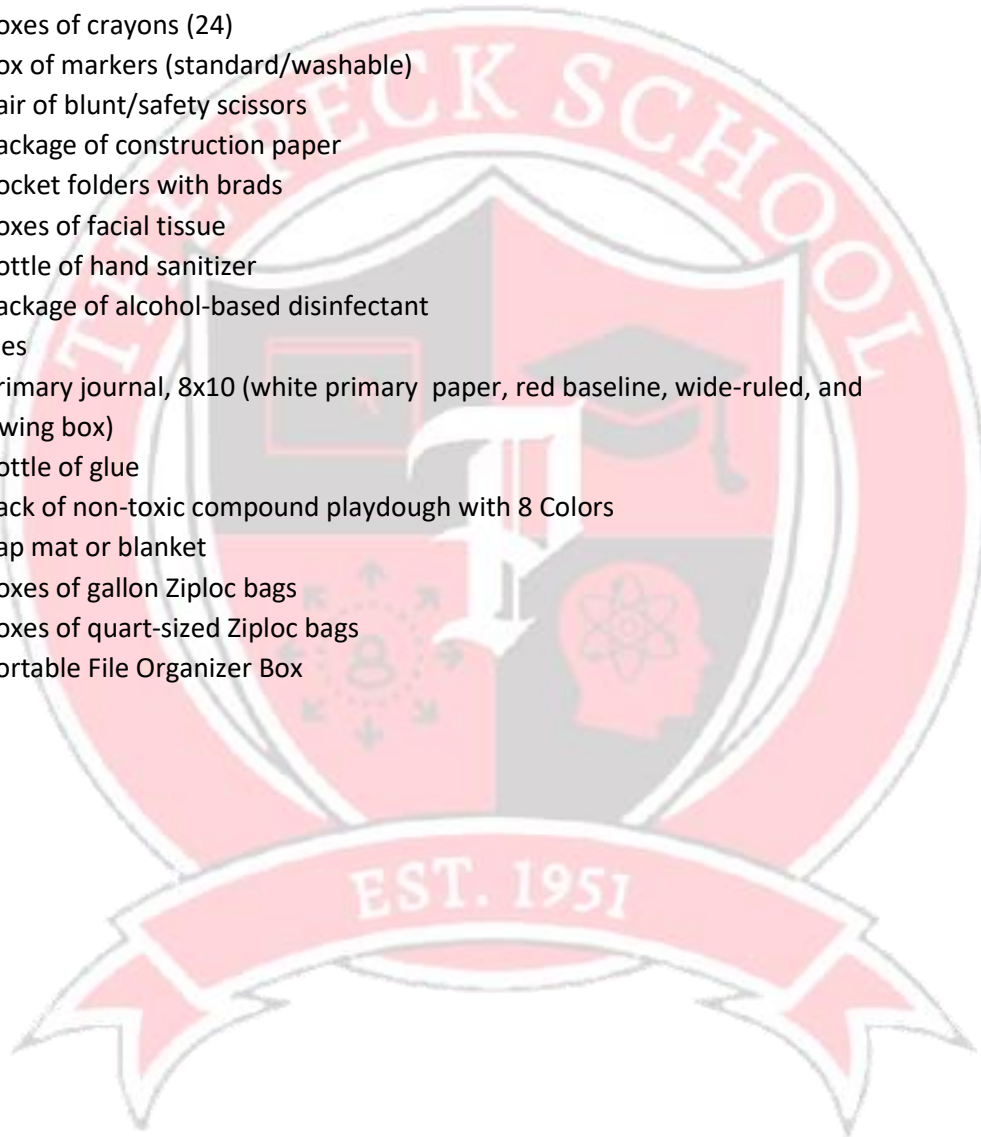 oxes of crayons (24)
ox of markers (standard/washable)
air of blunt/safety scissors
ackage of construction paper
ocket folders with brads
oxes of facial tissue
ottle of hand sanitizer
ackage of alcohol-based disinfectant
es
rimary journal, 8x10 (white primary  paper, red baseline, wide-ruled, and
wing box)
ottle of glue
ack of non-toxic compound playdough with 8 Colors
ap mat or blanket
oxes of gallon Ziploc bags
oxes of quart-sized Ziploc bags
ortable File Organizer Box
THE PECK SCHOOL
P
EST. 1951